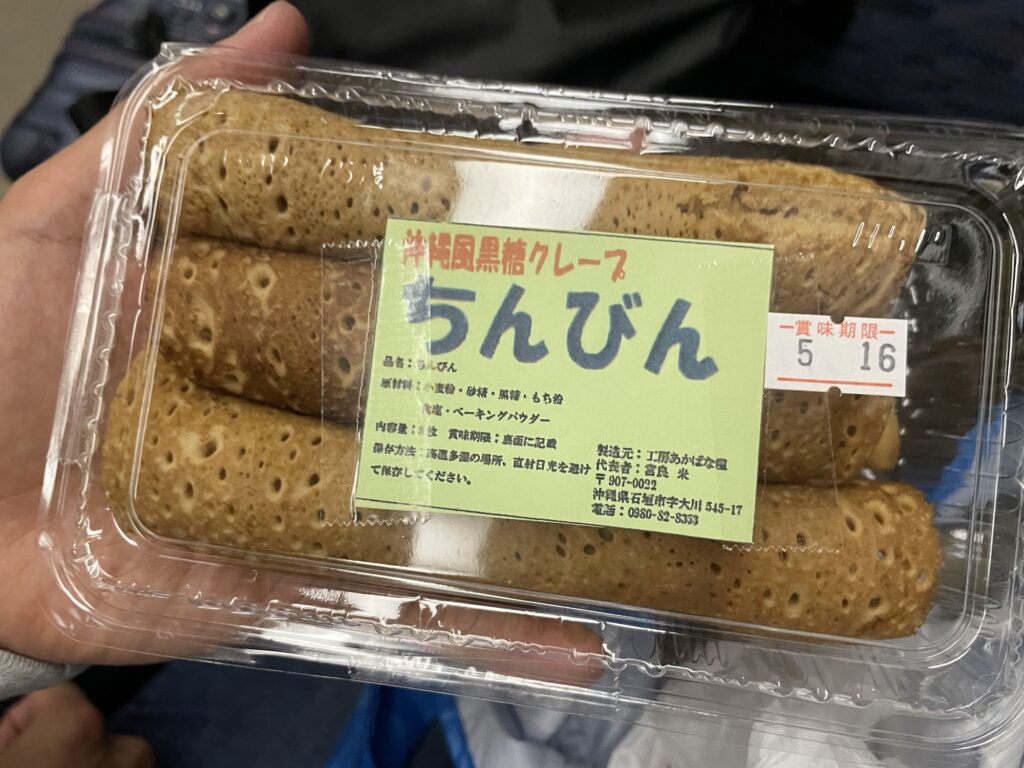 沖縄風黒糖クレープ
ちんびん
品名：ちんびん
原材料：小麦粉・砂糖・黒糖・もち粉
食塩・ベーキングパウダー
内容量：3枚 賞味期限：裏面に記載
保存方法：高温多湿の場所、直射日光を避け
て保存してください。
製造元：工房あかばな屋
代表者：宮良 米
〒907-0022
沖縄県石垣市字大川 545-17
電話：0980-82-8353
賞味期限
5 16